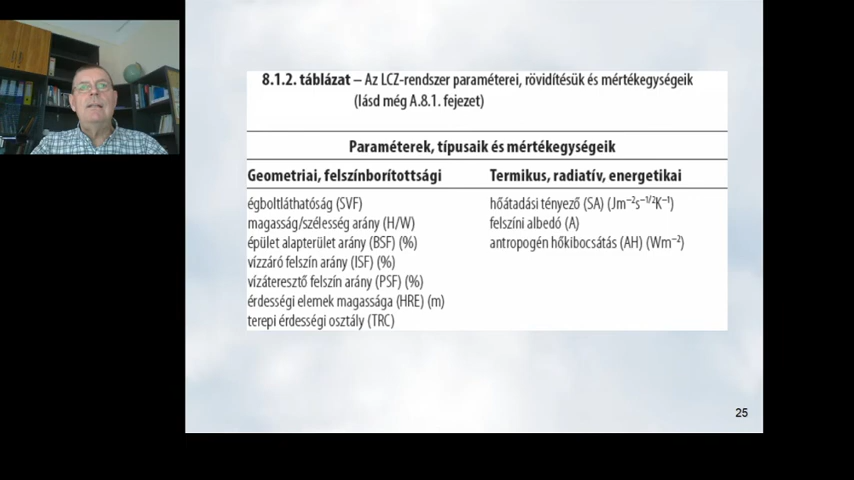 8.1.2. táblázat – Az LCZ-rendszer paraméterei, rövidítésük és mértékegységeik
(lásd még A.8.1. fejezet)
Paraméterek, típusaik és mértékegységeik
Geometriai, felszínborítottsági
Termikus, radiatív, energetikai
égboltláthatóság (SVF)
hőátadási tényező (SA) (Jm⁻²s⁻¹/²K⁻¹)
magasság/szélesség arány (H/W)
felszíni albedó (A)
épület alapterület arány (BSF) (%)
antropogén hőkibocsátás (AH) (Wm⁻²)
vízzáró felszín arány (ISF) (%)
vízáteresztő felszín arány (PSF) (%)
érdességi elemek magassága (HRE) (m)
terepi érdességi osztály (TRC)
25